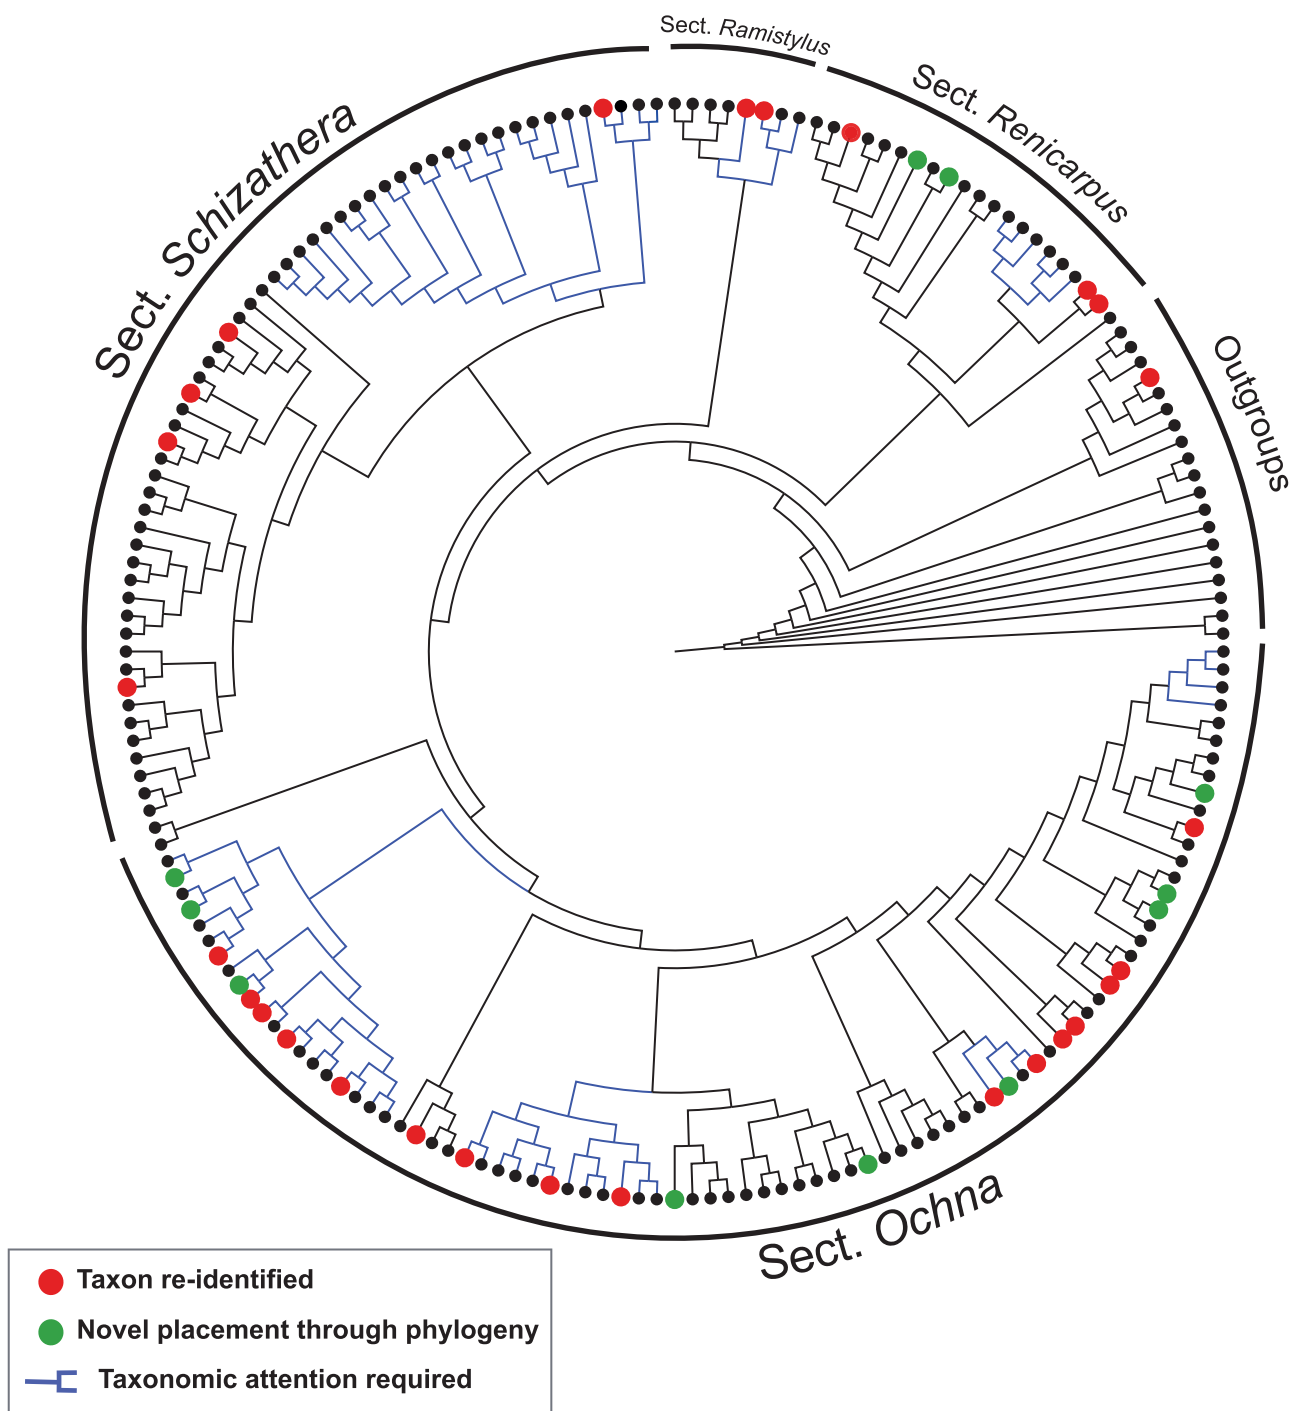 Sect. Ramistylus
Sect. Renicarpus
Sect. Schizathera
Outgroups
Sect. Ochna
Taxon re-identified
Novel placement through phylogeny
Taxonomic attention required